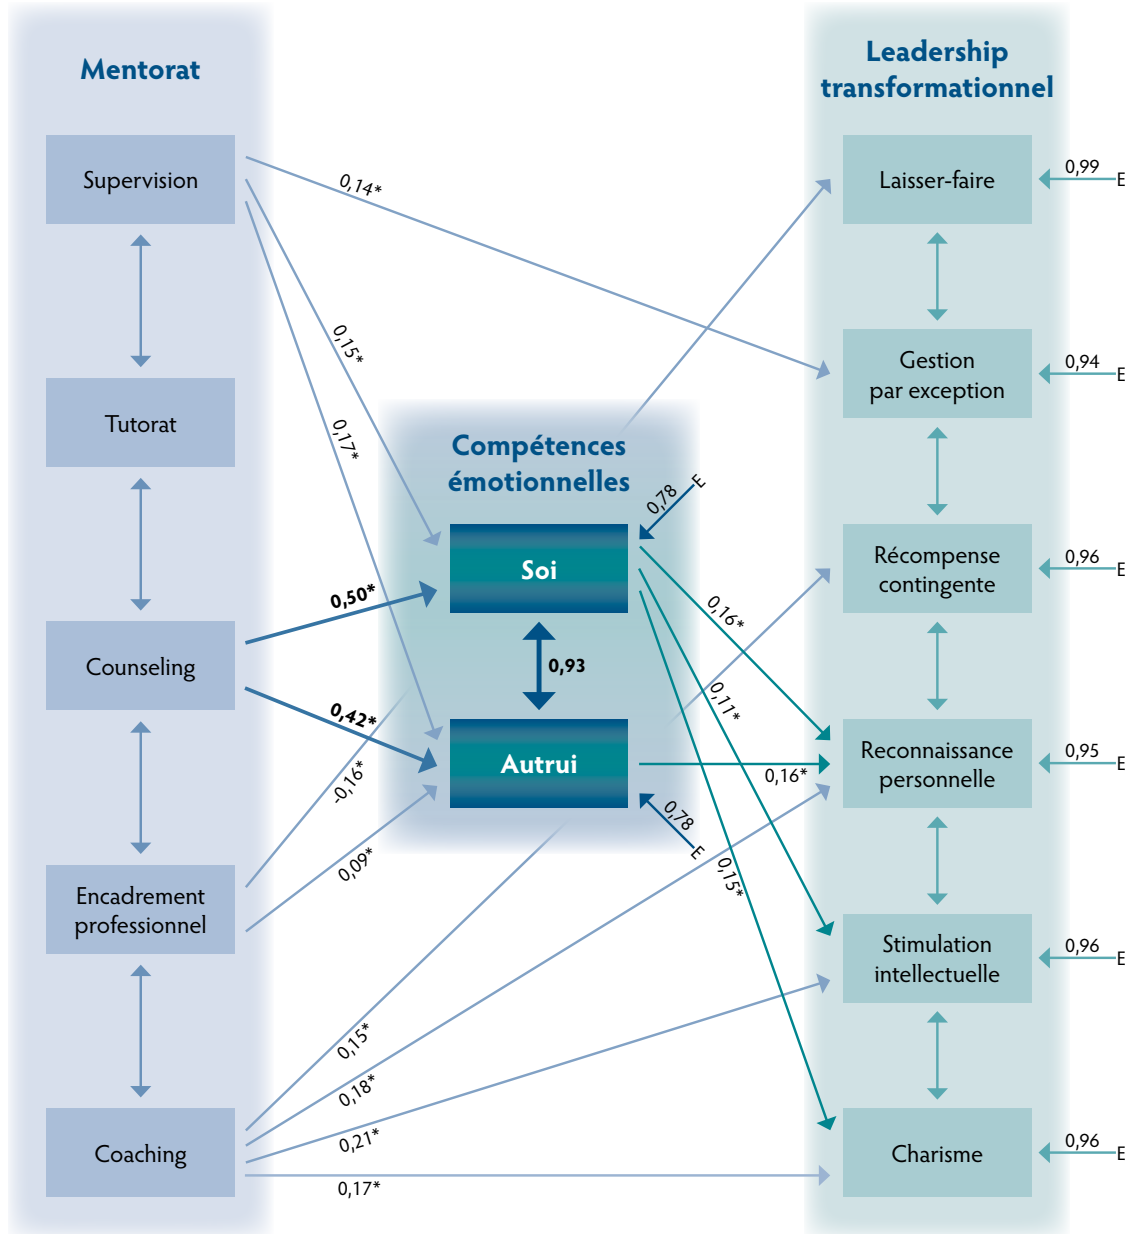 Mentorat
Supervision
Tutorat
Counseling
Encadrement
professionnel
Coaching
0,14*
0,15*
0,17*
0,50*
0,42*
-0,16*
0,09*
0,15*
0,18*
0,21*
0,17*
Compétences
émotionnelles
Soi
0,93
Autrui
0,78
E
0,78
E
0,16*
0,11*
0,16*
0,15*
Leadership
transformationnel
Laisser-faire
0,99
E
Gestion
par exception
0,94
E
Récompense
contingente
0,96
E
Reconnaissance
personnelle
0,95
E
Stimulation
intellectuelle
0,96
E
Charisme
0,96
E